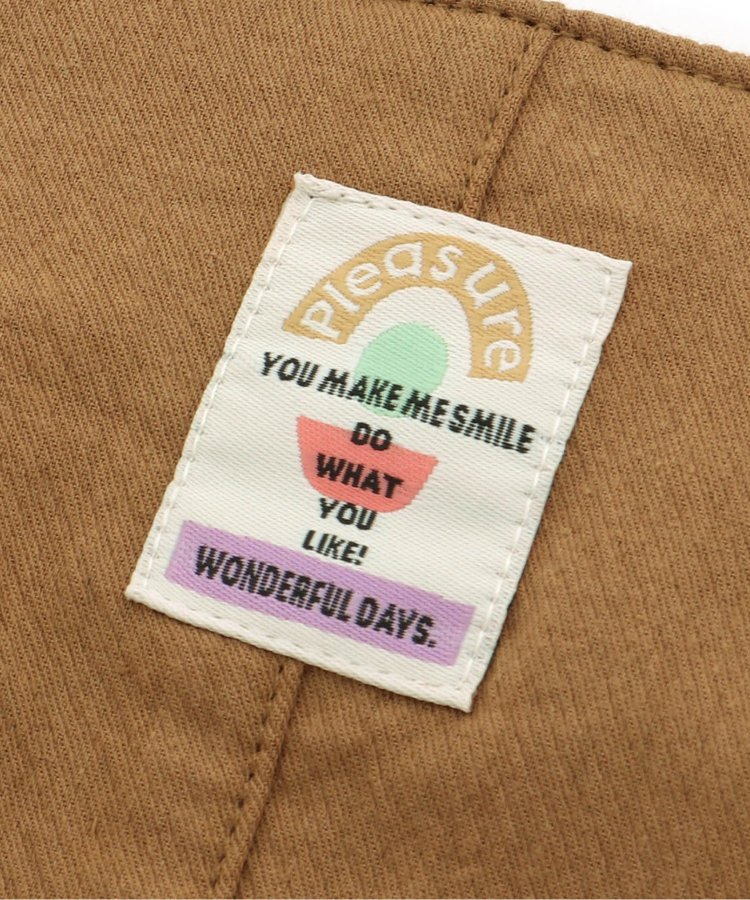 Pleasure
YOU MAKE ME SMILE
DO
WHAT
YOU
LIKE!
WONDERFUL DAYS.